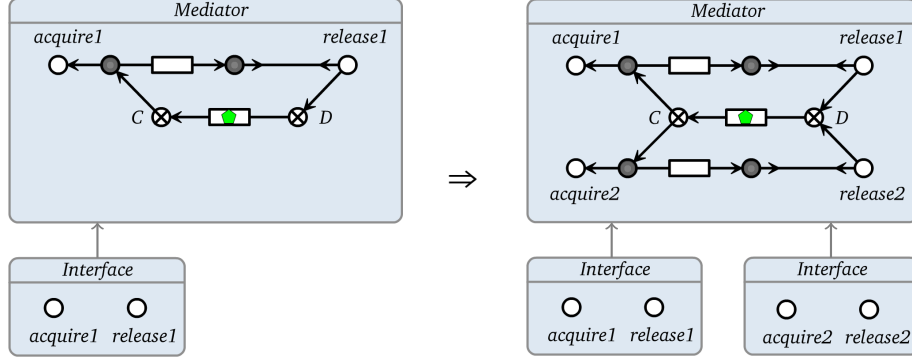 Mediator
acquire1 release1
C D
Interface
acquire1 release1
⇒
Mediator
acquire1 release1
C D
acquire2 release2
Interface
acquire1 release1
Interface
acquire2 release2